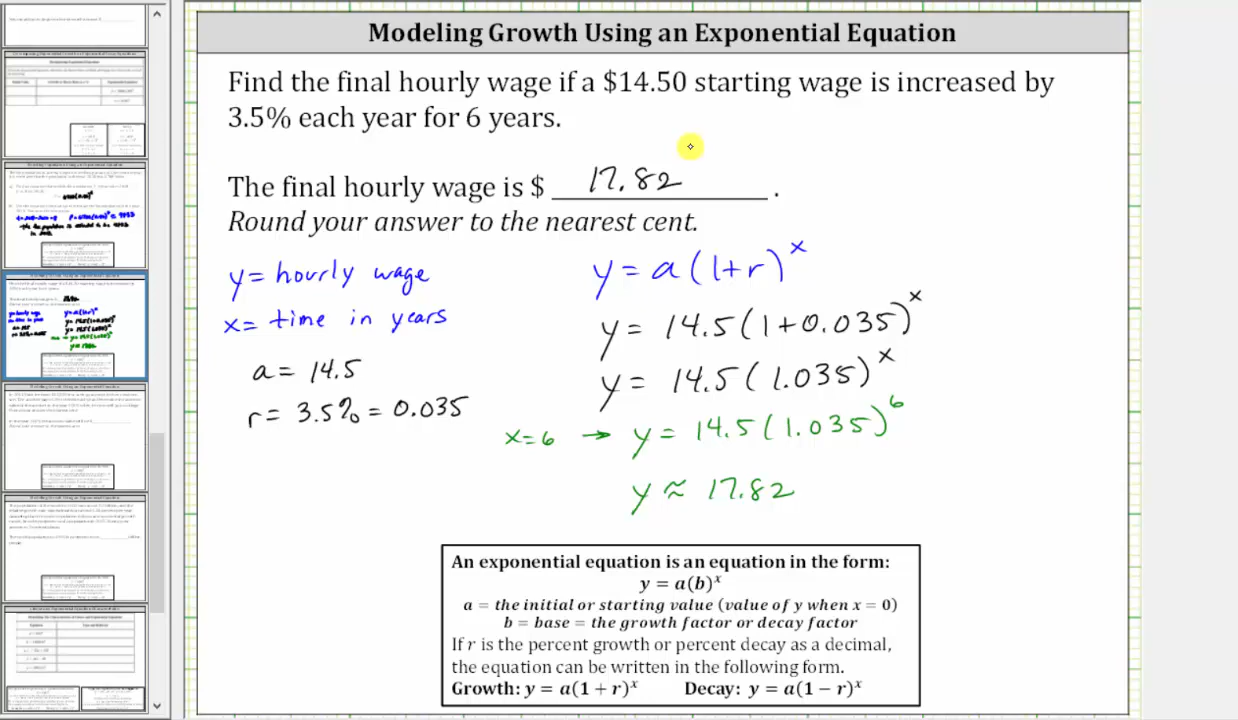 Modeling Growth Using an Exponential Equation
Find the final hourly wage if a $14.50 starting wage is increased by
3.5% each year for 6 years.
The final hourly wage is $ 17.82 .
Round your answer to the nearest cent.
y = hourly wage
x = time in years
a = 14.5
r = 3.5% = 0.035
y = a(1+r)^x
y = 14.5(1+0.035)^x
y = 14.5(1.035)^x
x=6 → y = 14.5(1.035)^6
y ≈ 17.82
An exponential equation is an equation in the form:
y = a(b)^x
a = the initial or starting value (value of y when x = 0)
b = base = the growth factor or decay factor
If r is the percent growth or percent decay as a decimal,
the equation can be written in the following form.
Growth: y = a(1 + r)^x Decay: y = a(1 − r)^x